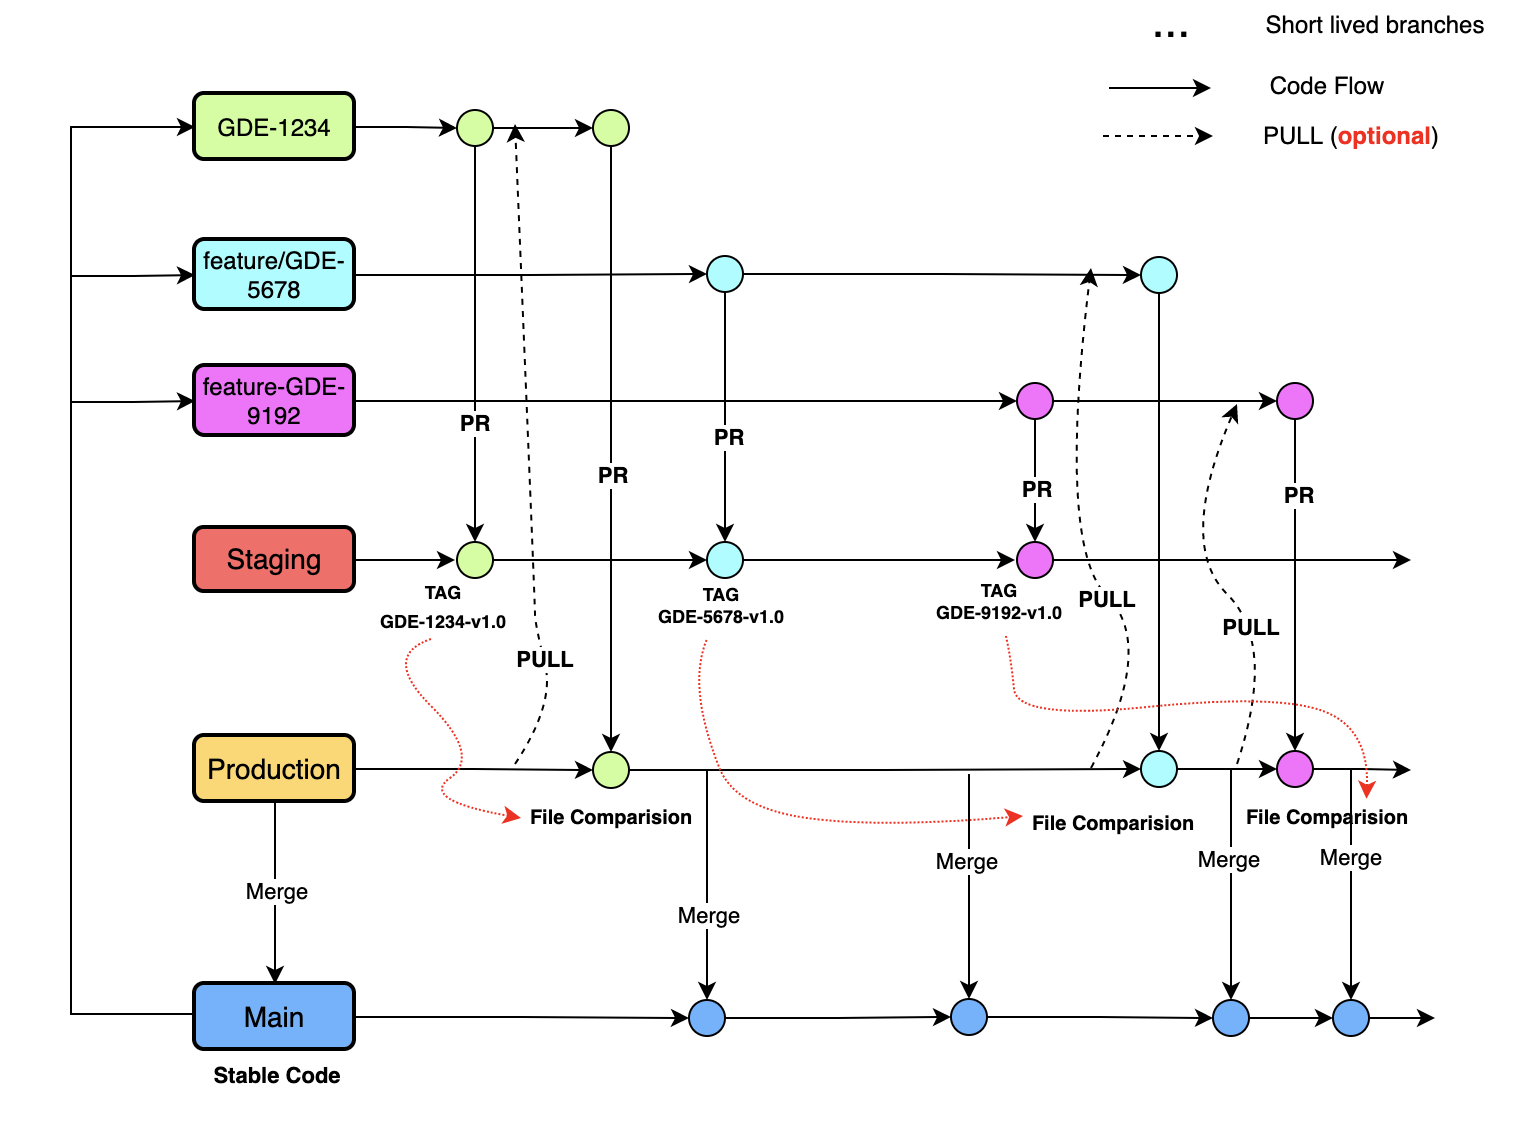 ...
Short lived branches
Code Flow
PULL (optional)
GDE-1234
feature/GDE-
5678
feature-GDE-
9192
PR
PR
PR
PR
PR
Staging
TAG
GDE-1234-v1.0
TAG
GDE-5678-v1.0
TAG
GDE-9192-v1.0
PULL
PULL
PULL
Production
File Comparision
File Comparision
File Comparision
Merge
Merge
Merge
Merge
Merge
Main
Stable Code